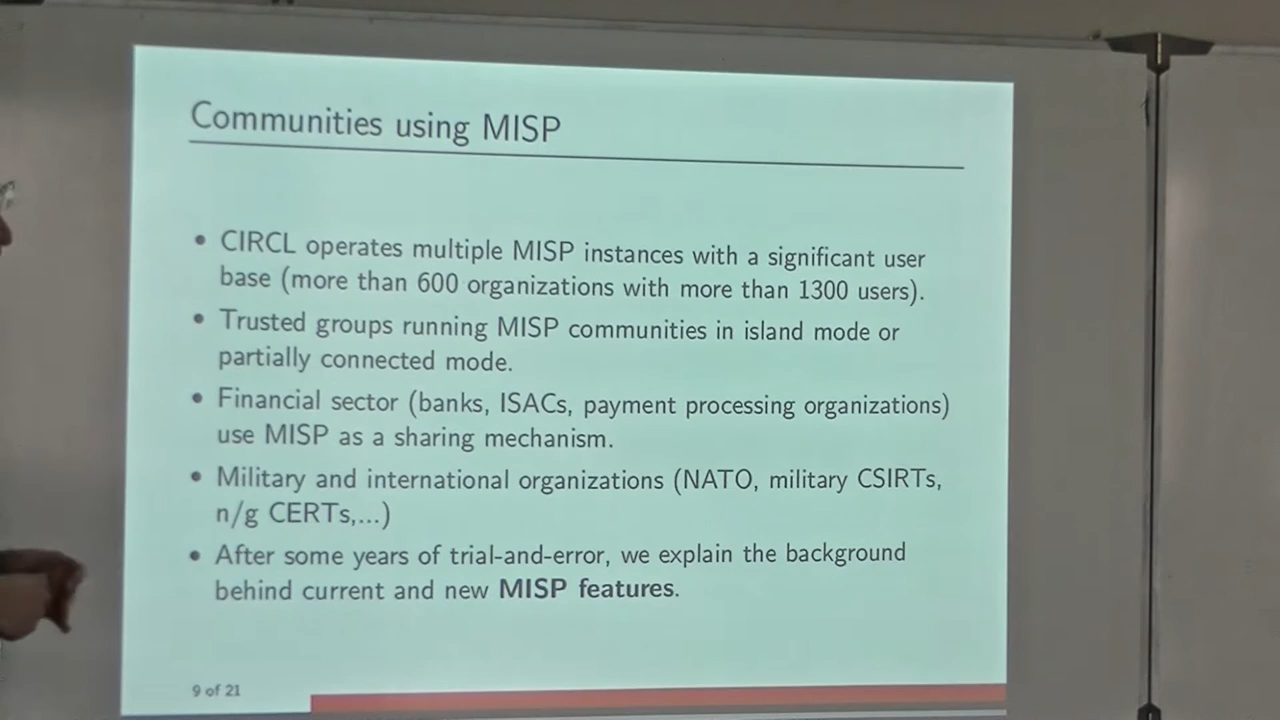 Communities using MISP
• CIRCL operates multiple MISP instances with a significant user
base (more than 600 organizations with more than 1300 users).
• Trusted groups running MISP communities in island mode or
partially connected mode.
• Financial sector (banks, ISACs, payment processing organizations)
use MISP as a sharing mechanism.
• Military and international organizations (NATO, military CSIRTs,
n/g CERTs,...)
• After some years of trial-and-error, we explain the background
behind current and new MISP features.
9 of 21